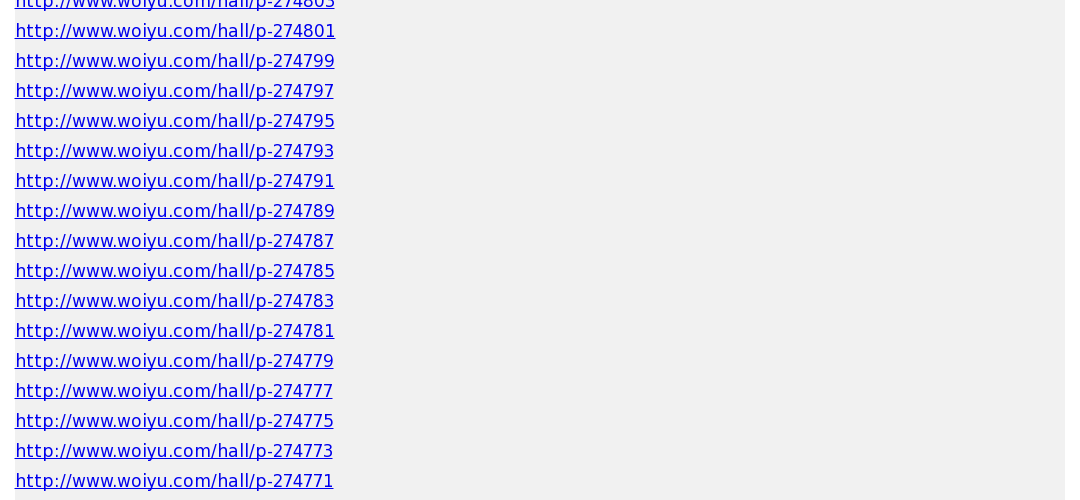 http://www.woiyu.com/hall/p-274803
http://www.woiyu.com/hall/p-274801
http://www.woiyu.com/hall/p-274799
http://www.woiyu.com/hall/p-274797
http://www.woiyu.com/hall/p-274795
http://www.woiyu.com/hall/p-274793
http://www.woiyu.com/hall/p-274791
http://www.woiyu.com/hall/p-274789
http://www.woiyu.com/hall/p-274787
http://www.woiyu.com/hall/p-274785
http://www.woiyu.com/hall/p-274783
http://www.woiyu.com/hall/p-274781
http://www.woiyu.com/hall/p-274779
http://www.woiyu.com/hall/p-274777
http://www.woiyu.com/hall/p-274775
http://www.woiyu.com/hall/p-274773
http://www.woiyu.com/hall/p-274771